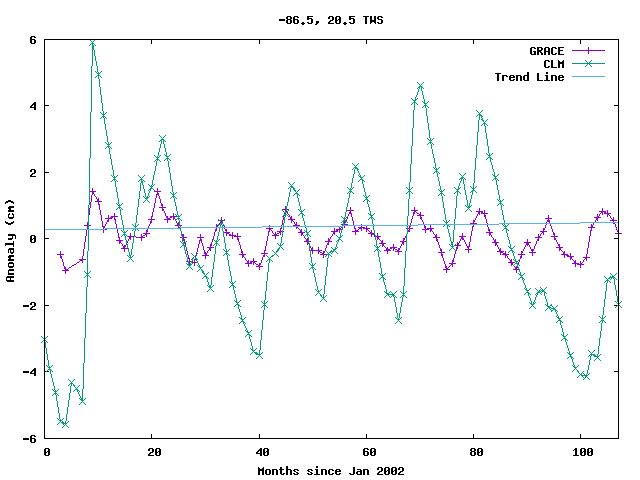 -86.5, 20.5 TWS
GRACE
CLM
Trend Line
6
4
2
0
-2
-4
-6
Anomaly (cm)
0 20 40 60 80 100
Months since Jan 2002